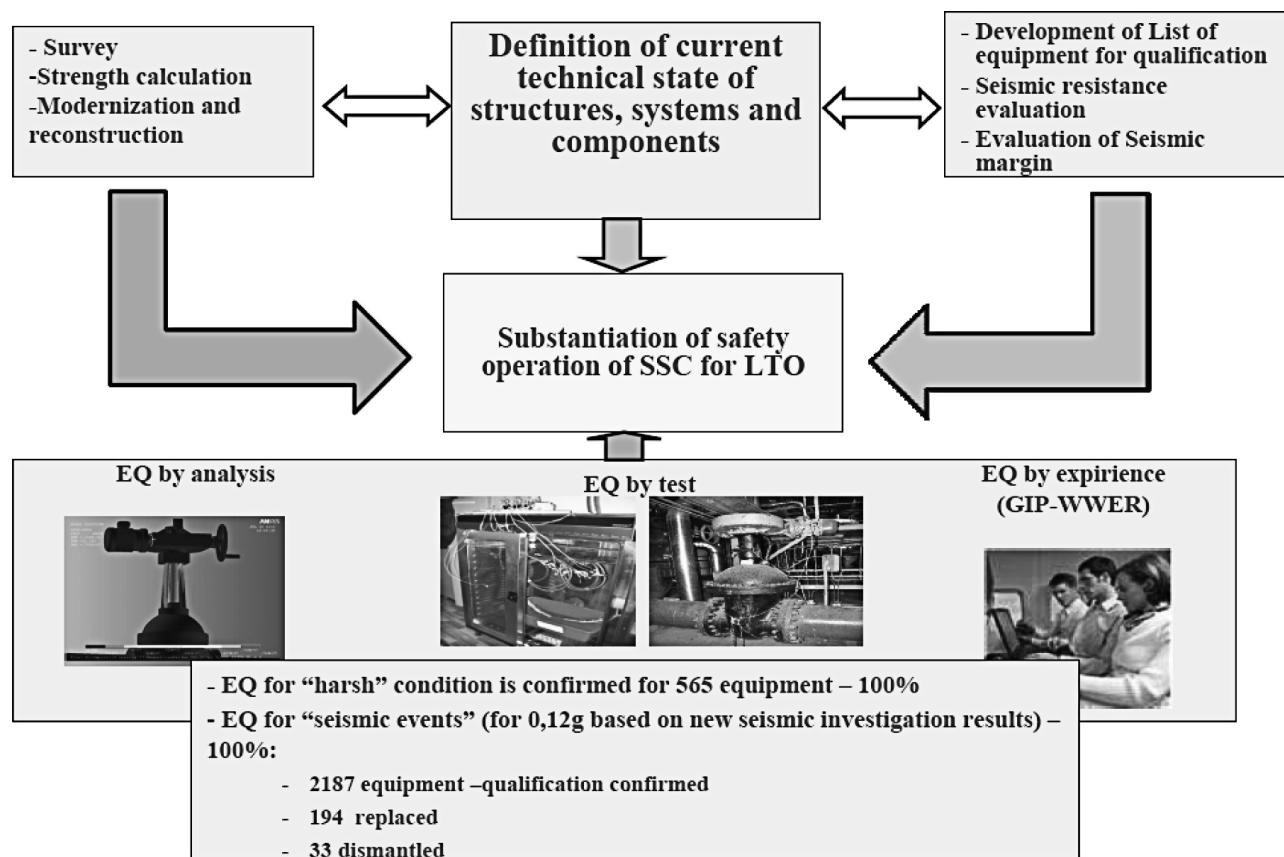 - Survey
-Strength calculation
-Modernization and
reconstruction
Definition of current
technical state of
structures, systems and
components
- Development of List of
equipment for qualification
- Seismic resistance
evaluation
- Evaluation of Seismic
margin
Substantiation of safety
operation of SSC for LTO
EQ by analysis
EQ by test
EQ by expirience
(GIP-WWER)
- EQ for “harsh” condition is confirmed for 565 equipment – 100%
- EQ for “seismic events” (for 0,12g based on new seismic investigation results) –
100%:
- 2187 equipment –qualification confirmed
- 194 replaced
- 33 dismantled